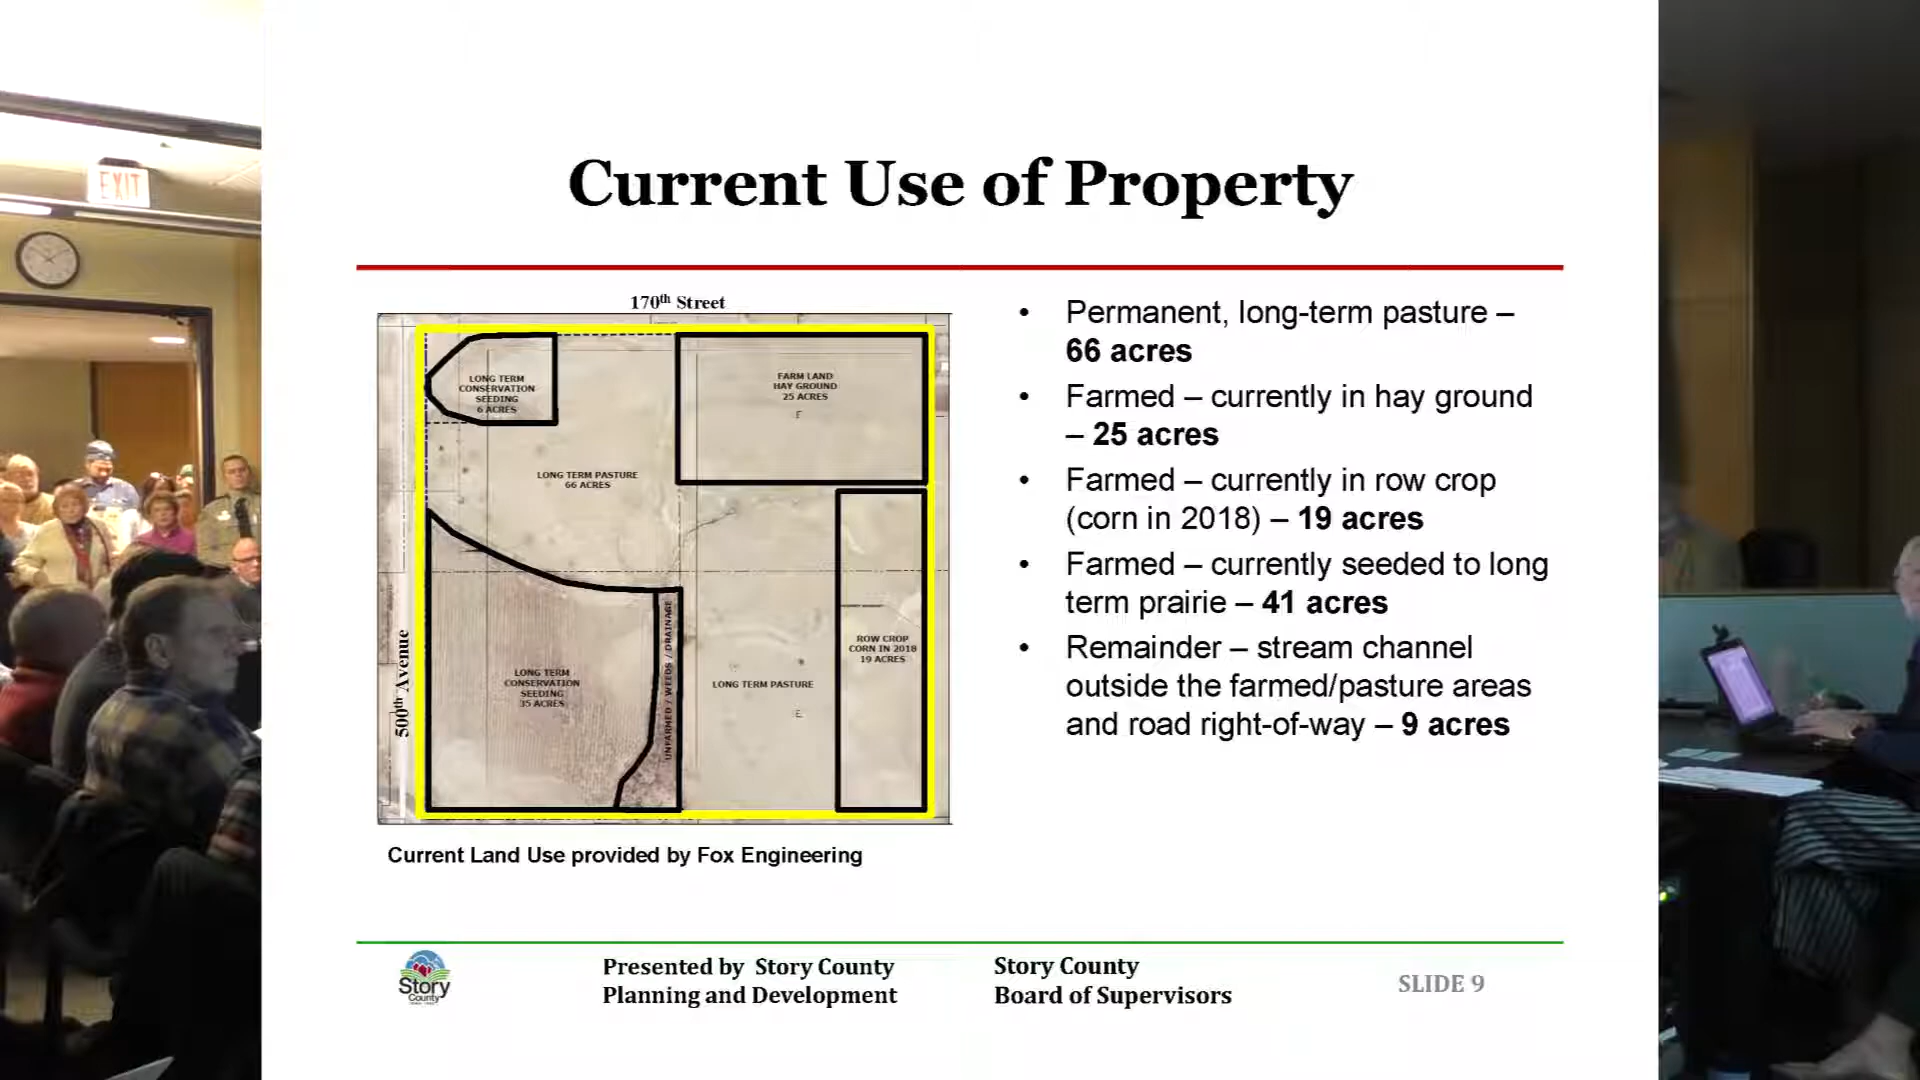 EXIT
Current Use of Property
170th Street
LONG TERM
CONSERVATION
SEEDING
6 ACRES
FARM LAND
HAY GROUND
25 ACRES
LONG TERM PASTURE
66 ACRES
500th Avenue
LONG TERM
CONSERVATION
SEEDING
35 ACRES
UNFARMED / WEEDS / DRAINAGE
LONG TERM PASTURE
ROW CROP
CORN IN 2018
19 ACRES
Current Land Use provided by Fox Engineering
• Permanent, long-term pasture –
66 acres
• Farmed – currently in hay ground
– 25 acres
• Farmed – currently in row crop
(corn in 2018) – 19 acres
• Farmed – currently seeded to long
term prairie – 41 acres
• Remainder – stream channel
outside the farmed/pasture areas
and road right-of-way – 9 acres
Story
County
Presented by Story County
Planning and Development
Story County
Board of Supervisors
SLIDE 9